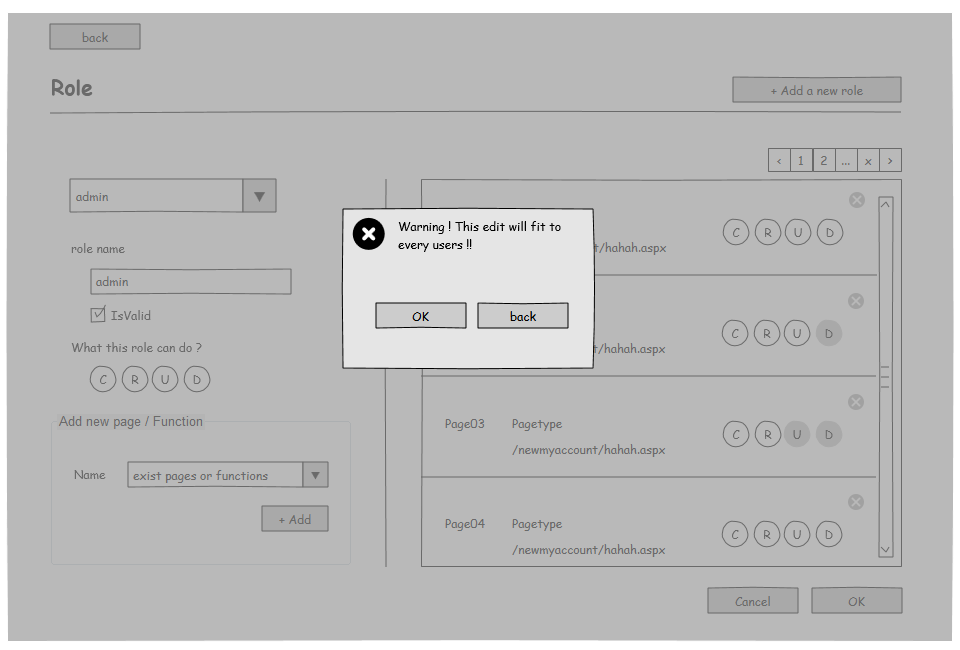 back
Role
+ Add a new role
‹ 1 2 ... x ›
admin
role name
admin
IsValid
What this role can do ?
C R U D
Add new page / Function
Name
exist pages or functions
+ Add
Warning ! This edit will fit to
every users !!
OK
back
C R U D
t/hahah.aspx
C R U D
t/hahah.aspx
Page03 Pagetype
C R U D
/newmyaccount/hahah.aspx
Page04 Pagetype
C R U D
/newmyaccount/hahah.aspx
Cancel
OK